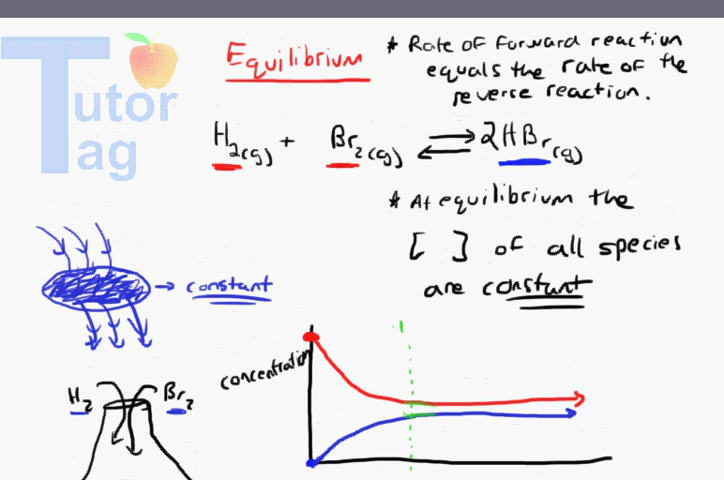 Tutor
Tag
Equilibrium
* Rate of forward reaction
equals the rate of the
reverse reaction.
H2(g) + Br2(g) ⇌ 2HBr(g)
* At equilibrium the
[ ] of all species
are constant
→ constant
concentration
H2
Br2